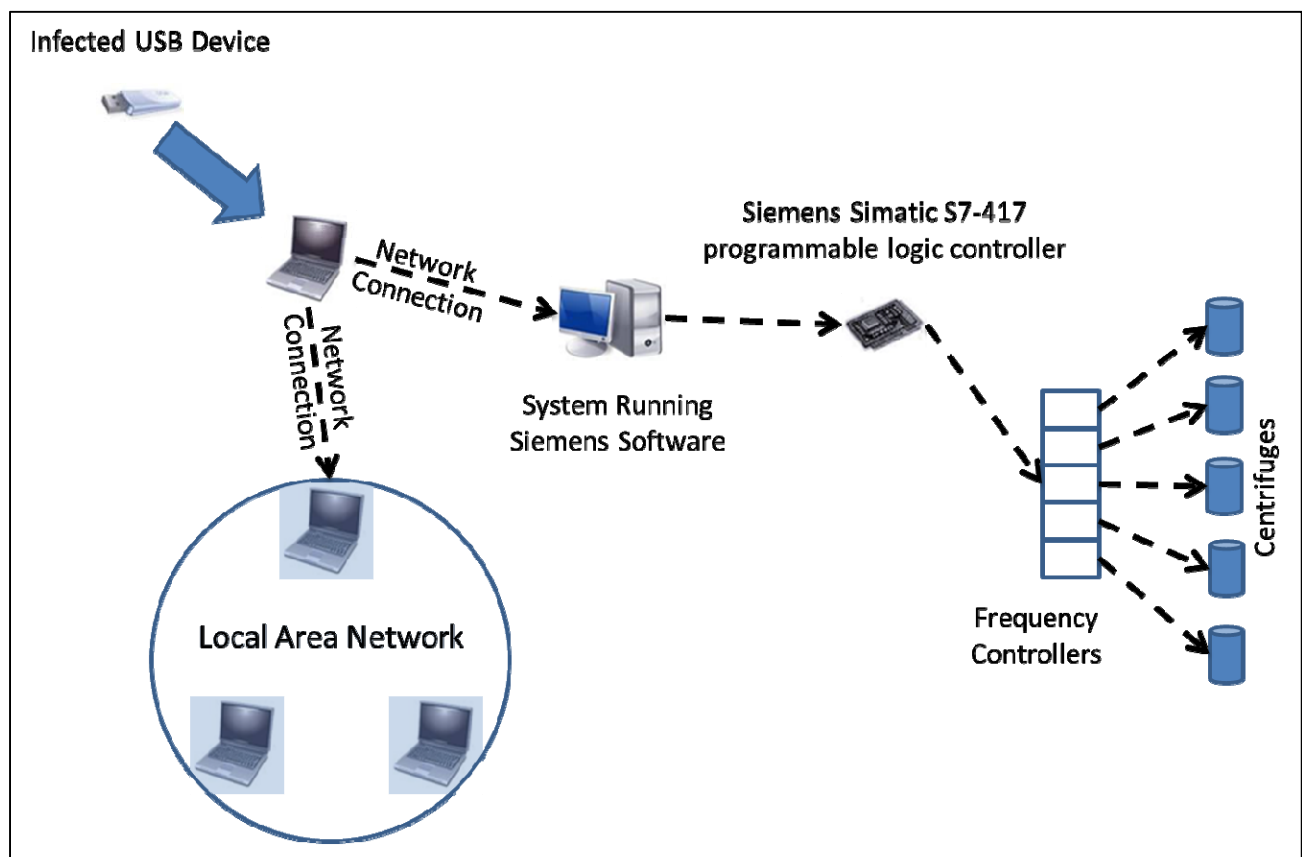 Infected USB Device
Siemens Simatic S7-417
programmable logic controller
Network
Connection
Network
Connection
System Running
Siemens Software
Centrifuges
Local Area Network
Frequency
Controllers